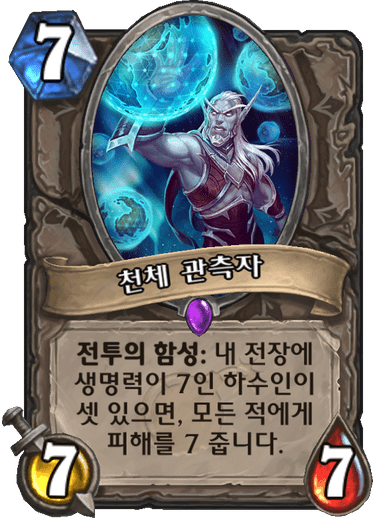 7
천체 관측자
전투의 함성: 내 전장에
생명력이 7인 하수인이
셋 있으면, 모든 적에게
피해를 7 줍니다.
7
7